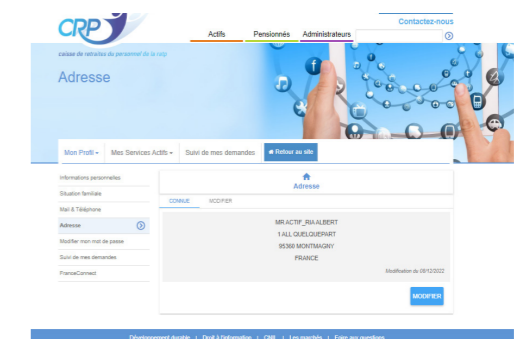 CRP
Contactez-nous
Actifs Pensionnés Administrateurs
caisse de retraites du personnel de la ratp
Adresse
Mon Profil Mes Services Actifs Suivi de mes demandes Retour au site
Informations personnelles
Situation familiale
Mail & Téléphone
Adresse
Modifier mon mot de passe
Suivi de mes demandes
FranceConnect
Adresse
CONNUE MODIFIER
MR ACTIF_RIA ALBERT
1 ALL QUELQUEPART
95360 MONTMAGNY
FRANCE
Modification du 08/12/2022
MODIFIER
Développement durable | Droit à l'information | CNIL | Les marchés | Foire aux questions